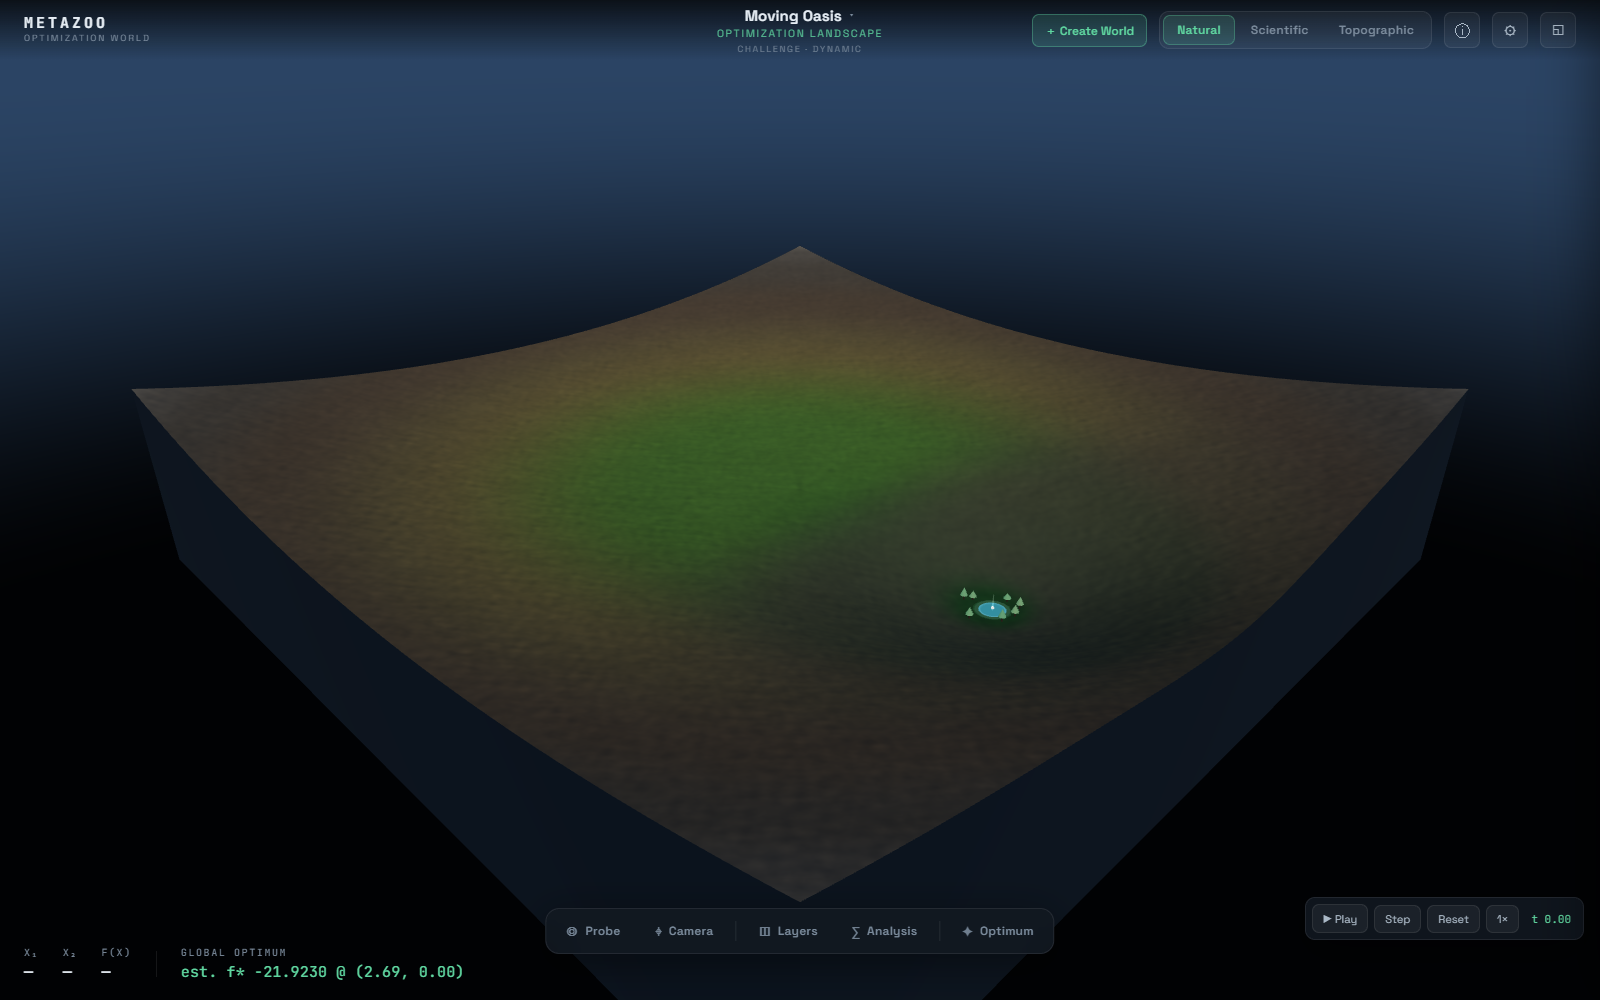 METAZOO
OPTIMIZATION WORLD
Moving Oasis ·
OPTIMIZATION LANDSCAPE
CHALLENGE · DYNAMIC
+ Create World
Natural
Scientific
Topographic
X₁
X₂
F(X)
—
—
—
GLOBAL OPTIMUM
est. f* -21.9230 @ (2.69, 0.00)
Probe
Camera
Layers
∑ Analysis
Optimum
▶ Play
Step
Reset
1×
t 0.00